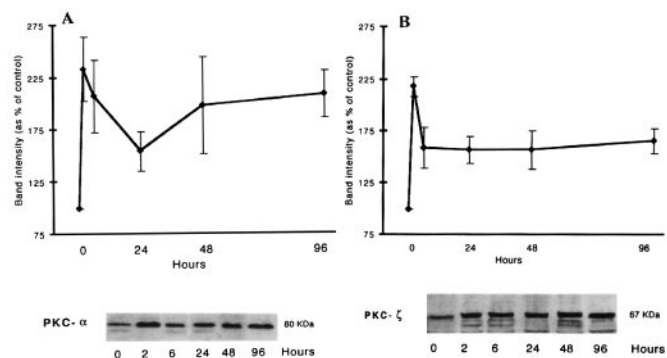 A
275
225
175
125
75
Band intensity (as % of control)
0 24 48 96
Hours
PKC- α 80 KDa
0 2 6 24 48 96 Hours
B
275
225
175
125
75
Band intensity (as % of control)
0 24 48 96
Hours
PKC- ζ 67 KDa
0 2 6 24 48 96 Hours